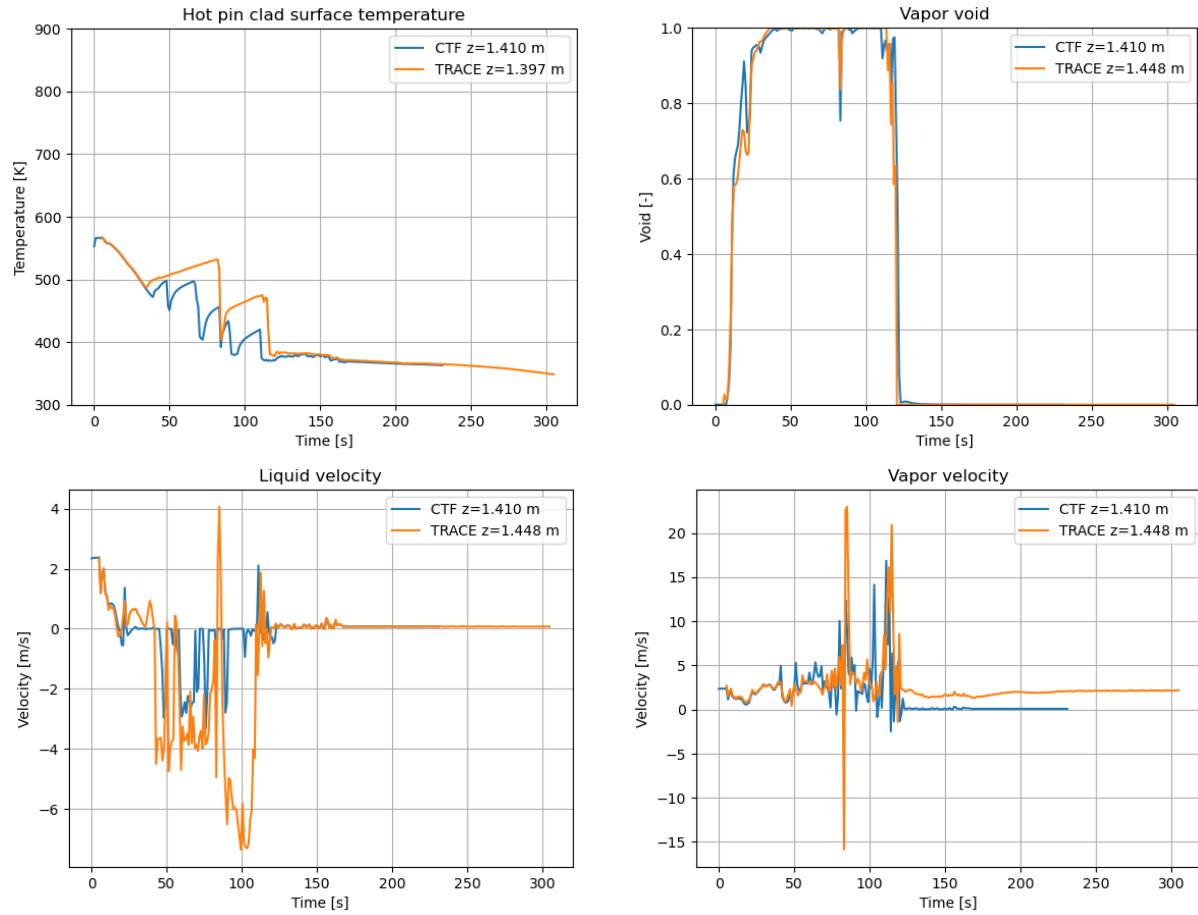 Hot pin clad surface temperature
900
800
700
600
500
400
300
Temperature [K]
CTF z=1.410 m
TRACE z=1.397 m
0 50 100 150 200 250 300
Time [s]
Vapor void
1.0
0.8
0.6
0.4
0.2
0.0
Void [-]
CTF z=1.410 m
TRACE z=1.448 m
0 50 100 150 200 250 300
Time [s]
Liquid velocity
4
2
0
−2
−4
−6
Velocity [m/s]
CTF z=1.410 m
TRACE z=1.448 m
0 50 100 150 200 250 300
Time [s]
Vapor velocity
20
15
10
5
0
−5
−10
−15
Velocity [m/s]
CTF z=1.410 m
TRACE z=1.448 m
0 50 100 150 200 250 300
Time [s]